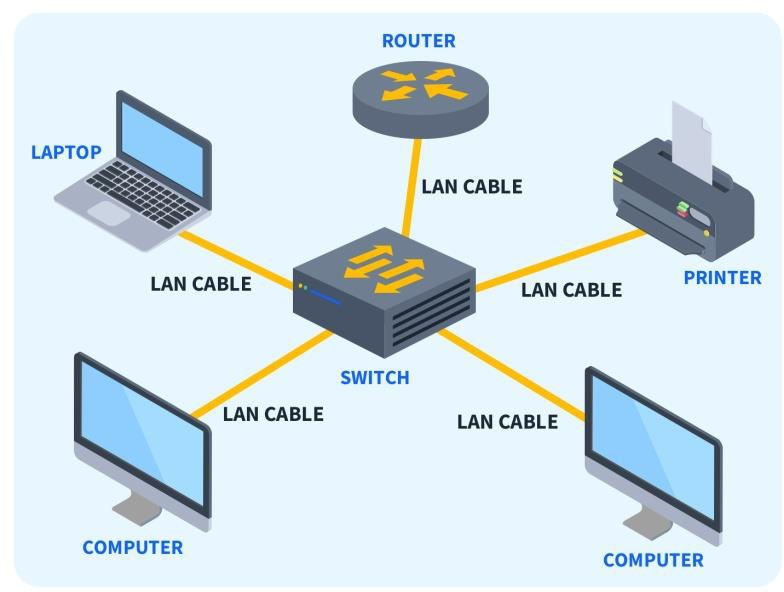 ROUTER
LAPTOP
LAN CABLE
LAN CABLE
LAN CABLE
PRINTER
SWITCH
LAN CABLE
LAN CABLE
COMPUTER
COMPUTER